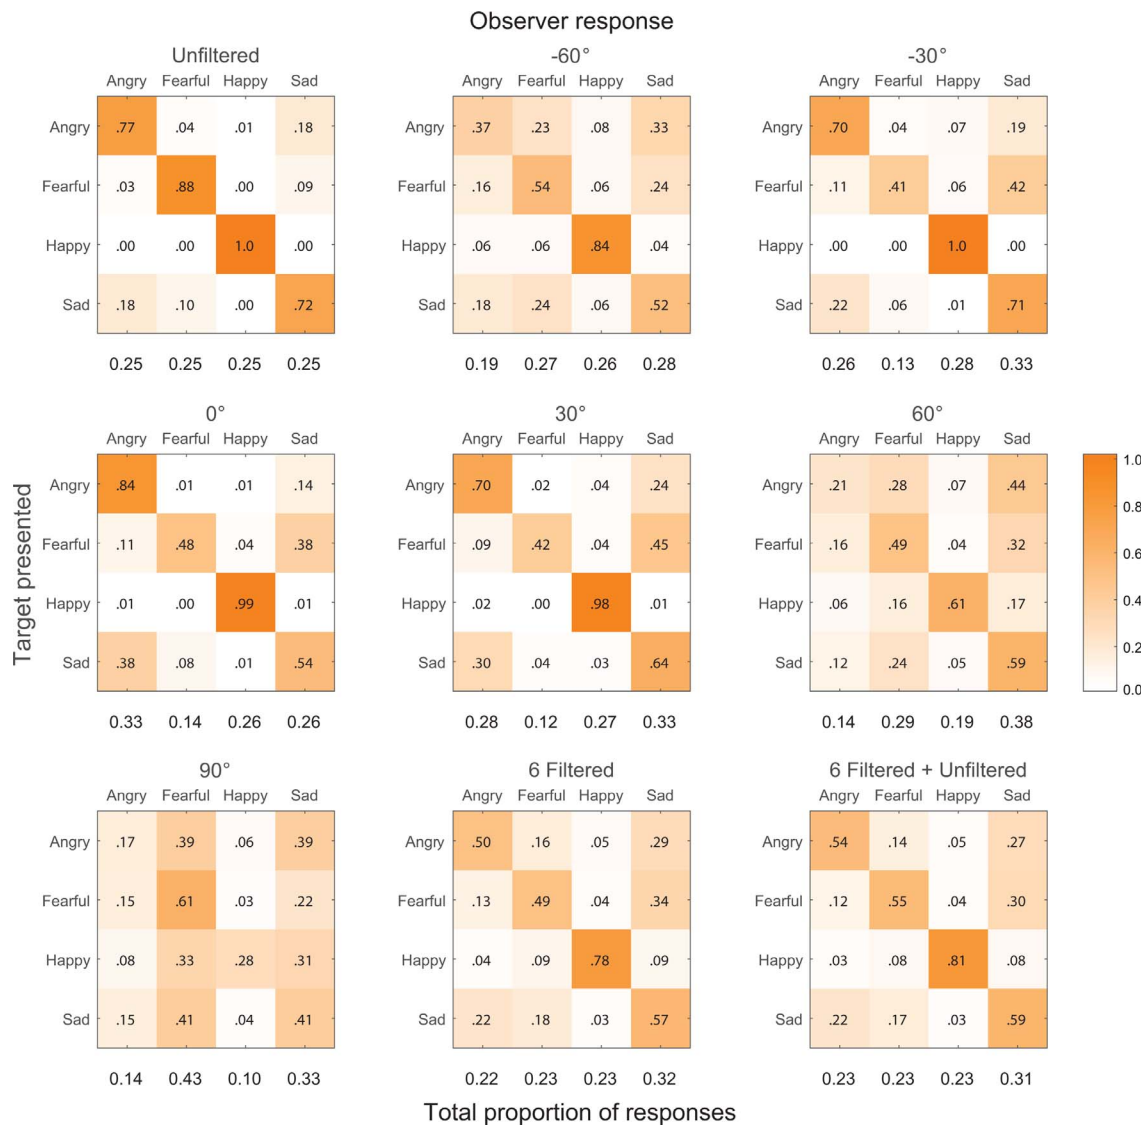 Observer response
Unfiltered -60° -30°
Angry Fearful Happy Sad Angry Fearful Happy Sad Angry Fearful Happy Sad
Angry .77 .04 .01 .18 Angry .37 .23 .08 .33 Angry .70 .04 .07 .19
Fearful .03 .88 .00 .09 Fearful .16 .54 .06 .24 Fearful .11 .41 .06 .42
Happy .00 .00 1.0 .00 Happy .06 .06 .84 .04 Happy .00 .00 1.0 .00
Sad .18 .10 .00 .72 Sad .18 .24 .06 .52 Sad .22 .06 .01 .71
0.25 0.25 0.25 0.25 0.19 0.27 0.26 0.28 0.26 0.13 0.28 0.33
Target presented
0° 30° 60°
Angry Fearful Happy Sad Angry Fearful Happy Sad Angry Fearful Happy Sad
Angry .84 .01 .01 .14 Angry .70 .02 .04 .24 Angry .21 .28 .07 .44
Fearful .11 .48 .04 .38 Fearful .09 .42 .04 .45 Fearful .16 .49 .04 .32
Happy .01 .00 .99 .01 Happy .02 .00 .98 .01 Happy .06 .16 .61 .17
Sad .38 .08 .01 .54 Sad .30 .04 .03 .64 Sad .12 .24 .05 .59
0.33 0.14 0.26 0.26 0.28 0.12 0.27 0.33 0.14 0.29 0.19 0.38
1.0
0.8
0.6
0.4
0.2
0.0
90° 6 Filtered 6 Filtered + Unfiltered
Angry Fearful Happy Sad Angry Fearful Happy Sad Angry Fearful Happy Sad
Angry .17 .39 .06 .39 Angry .50 .16 .05 .29 Angry .54 .14 .05 .27
Fearful .15 .61 .03 .22 Fearful .13 .49 .04 .34 Fearful .12 .55 .04 .30
Happy .08 .33 .28 .31 Happy .04 .09 .78 .09 Happy .03 .08 .81 .08
Sad .15 .41 .04 .41 Sad .22 .18 .03 .57 Sad .22 .17 .03 .59
0.14 0.43 0.10 0.33 0.22 0.23 0.23 0.32 0.23 0.23 0.23 0.31
Total proportion of responses